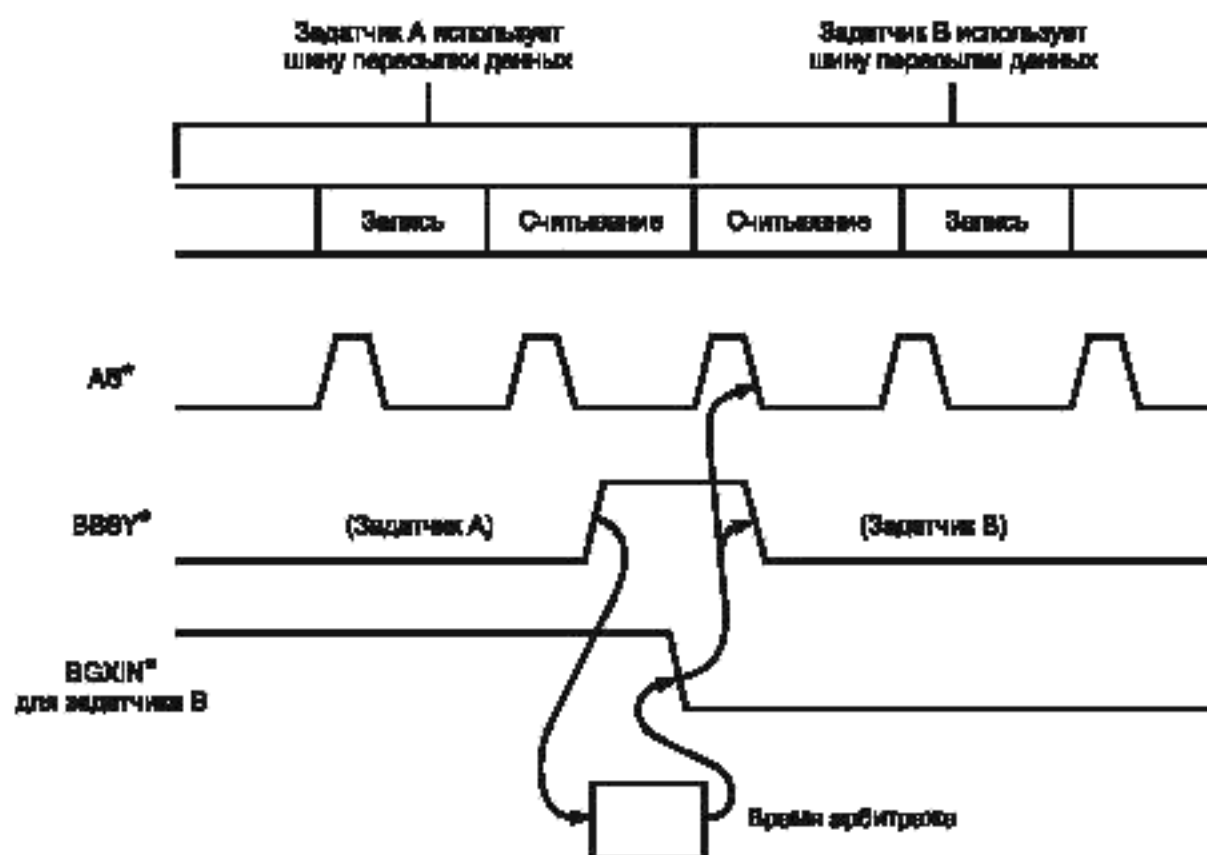 Задатчик А использует
шину пересылки данных
Задатчик В использует
шину пересылки данных
Запись
Считывание
Считывание
Запись
AS*
BBSY*
(Задатчик А)
(Задатчик В)
BGXIN*
для задатчика В
Время арбитража